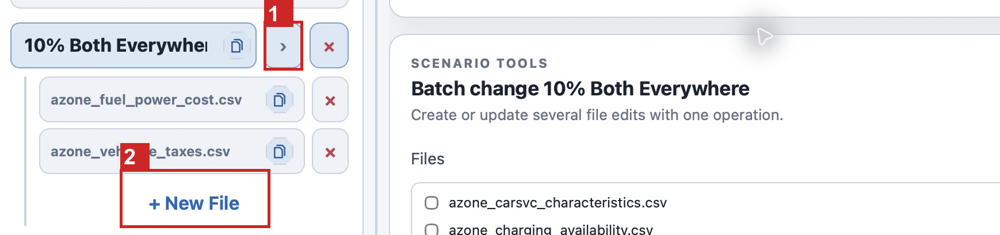 1
10% Both Everywhe
azone_fuel_power_cost.csv
azone_veh e_taxes.csv
2
+ New File
SCENARIO TOOLS
Batch change 10% Both Everywhere
Create or update several file edits with one operation.
Files
azone_carsvc_characteristics.csv
azone_charging_availability.csv